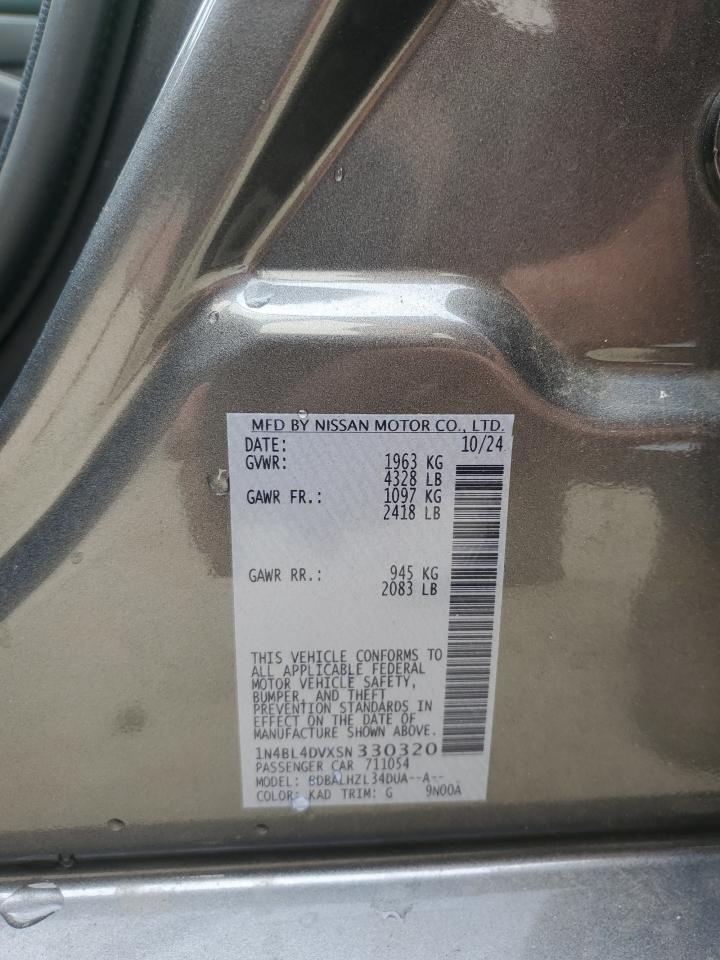 MFD BY NISSAN MOTOR CO., LTD.
DATE: 10/24
GVWR: 1963 KG
4328 LB
GAWR FR.: 1097 KG
2418 LB
GAWR RR.: 945 KG
2083 LB
THIS VEHICLE CONFORMS TO
ALL APPLICABLE FEDERAL
MOTOR VEHICLE SAFETY,
BUMPER, AND THEFT
PREVENTION STANDARDS IN
EFFECT ON THE DATE OF
MANUFACTURE SHOWN ABOVE.
1N4BL4DVXSN330320
PASSENGER CAR 711054
MODEL: BDBALHZL34DUA--A--
COLOR: KAD TRIM: G 9N00A